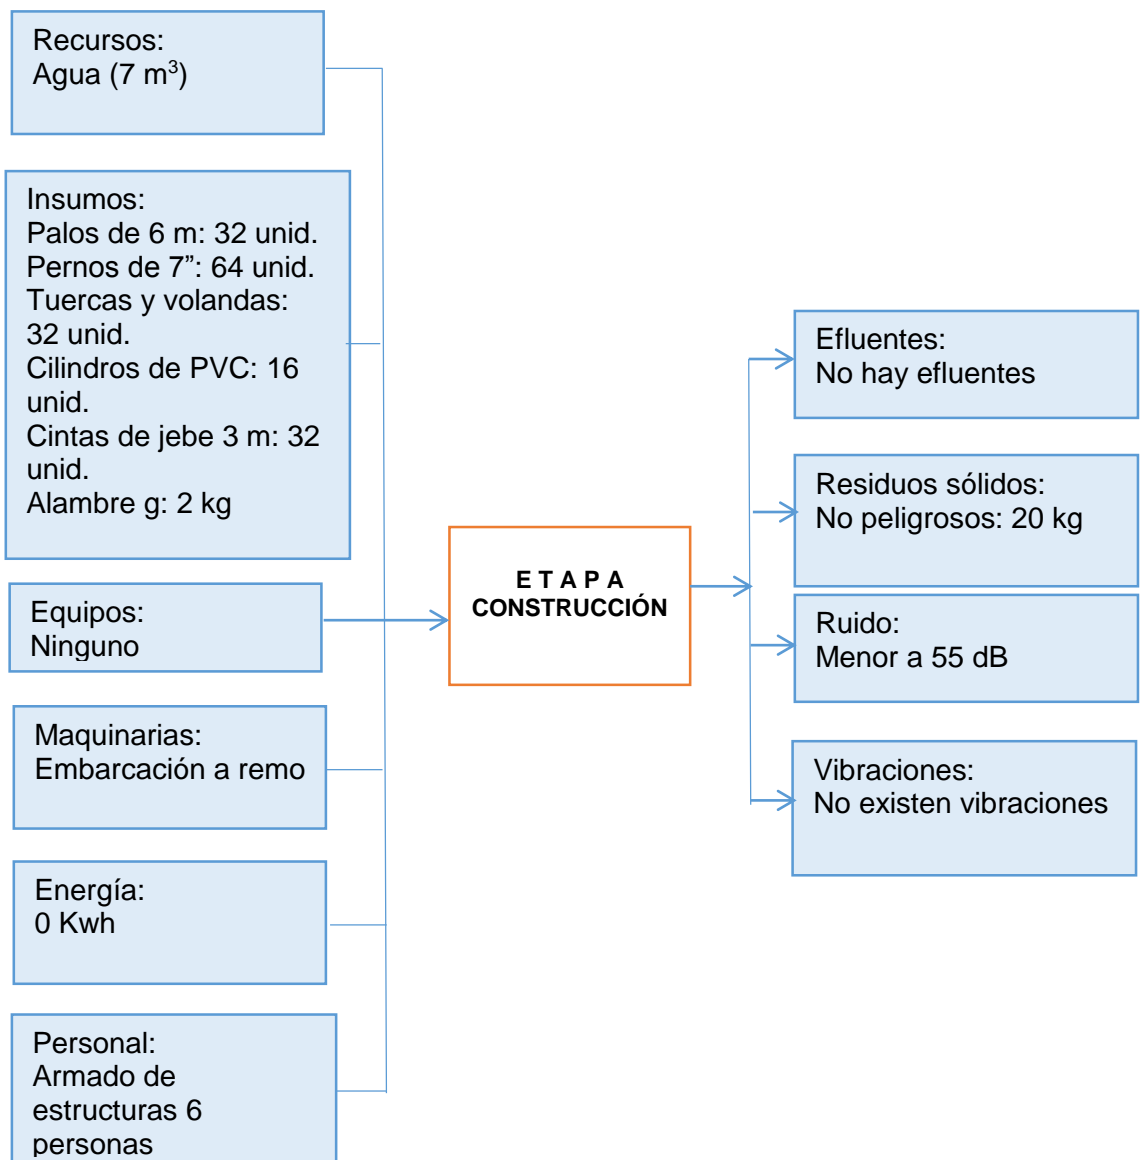 Recursos:
Agua (7 m³)
Insumos:
Palos de 6 m: 32 unid.
Pernos de 7”: 64 unid.
Tuercas y volandas:
32 unid.
Cilindros de PVC: 16
unid.
Cintas de jebe 3 m: 32
unid.
Alambre g: 2 kg
Equipos:
Ninguno
Maquinarias:
Embarcación a remo
Energía:
0 Kwh
Personal:
Armado de
estructuras 6
personas
E T A P A
CONSTRUCCIÓN
Efluentes:
No hay efluentes
Residuos sólidos:
No peligrosos: 20 kg
Ruido:
Menor a 55 dB
Vibraciones:
No existen vibraciones